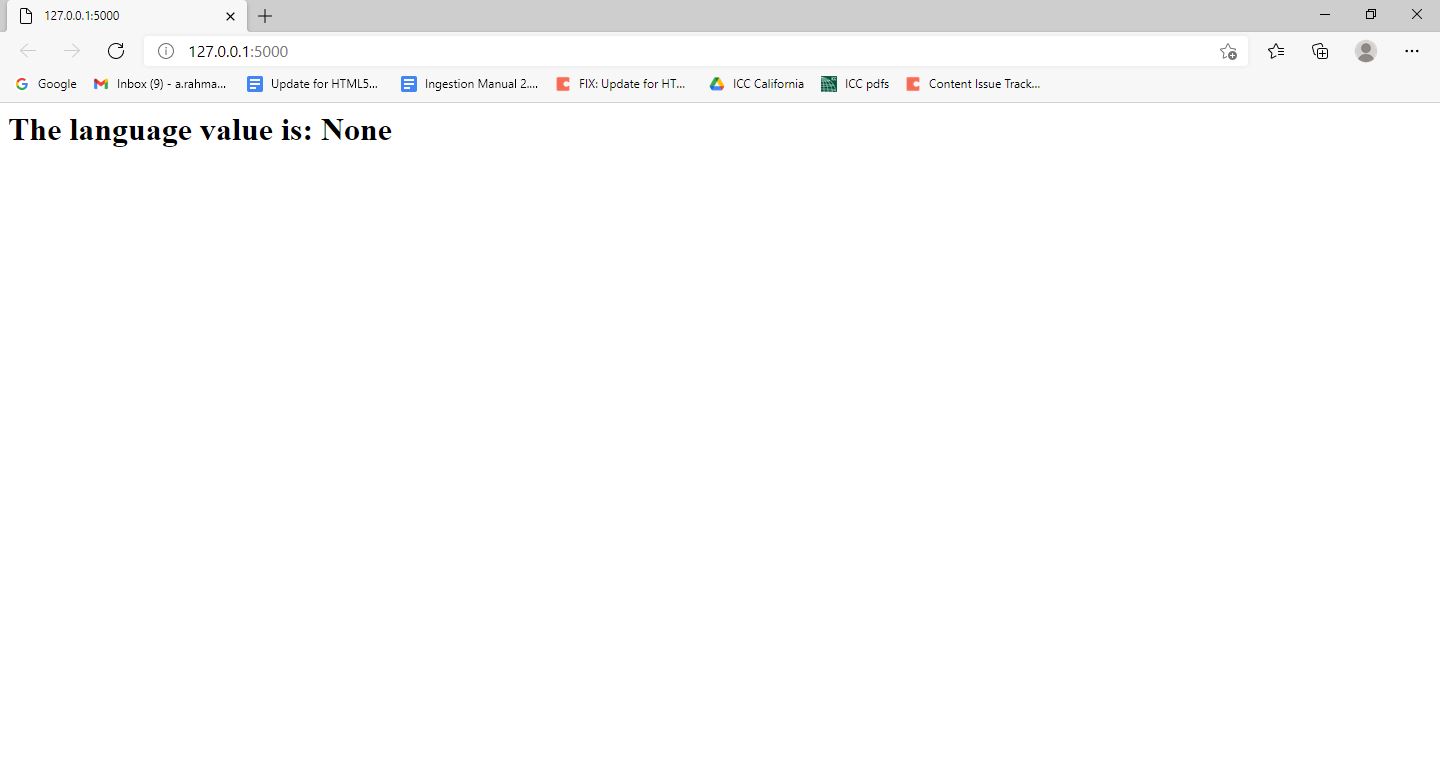 127.0.0.1:5000
127.0.0.1:5000
Google Inbox (9) - a.rahma... Update for HTML5... Ingestion Manual 2.... FIX: Update for HT... ICC California ICC pdfs Content Issue Track...
The language value is: None